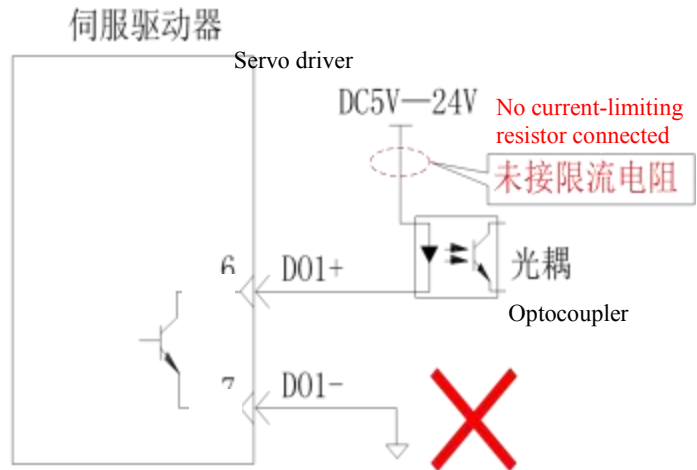 伺服驱动器
Servo driver
DC5V—24V
No current-limiting
resistor connected
未接限流电阻
6
DO1+
光耦
Optocoupler
7
DO1-